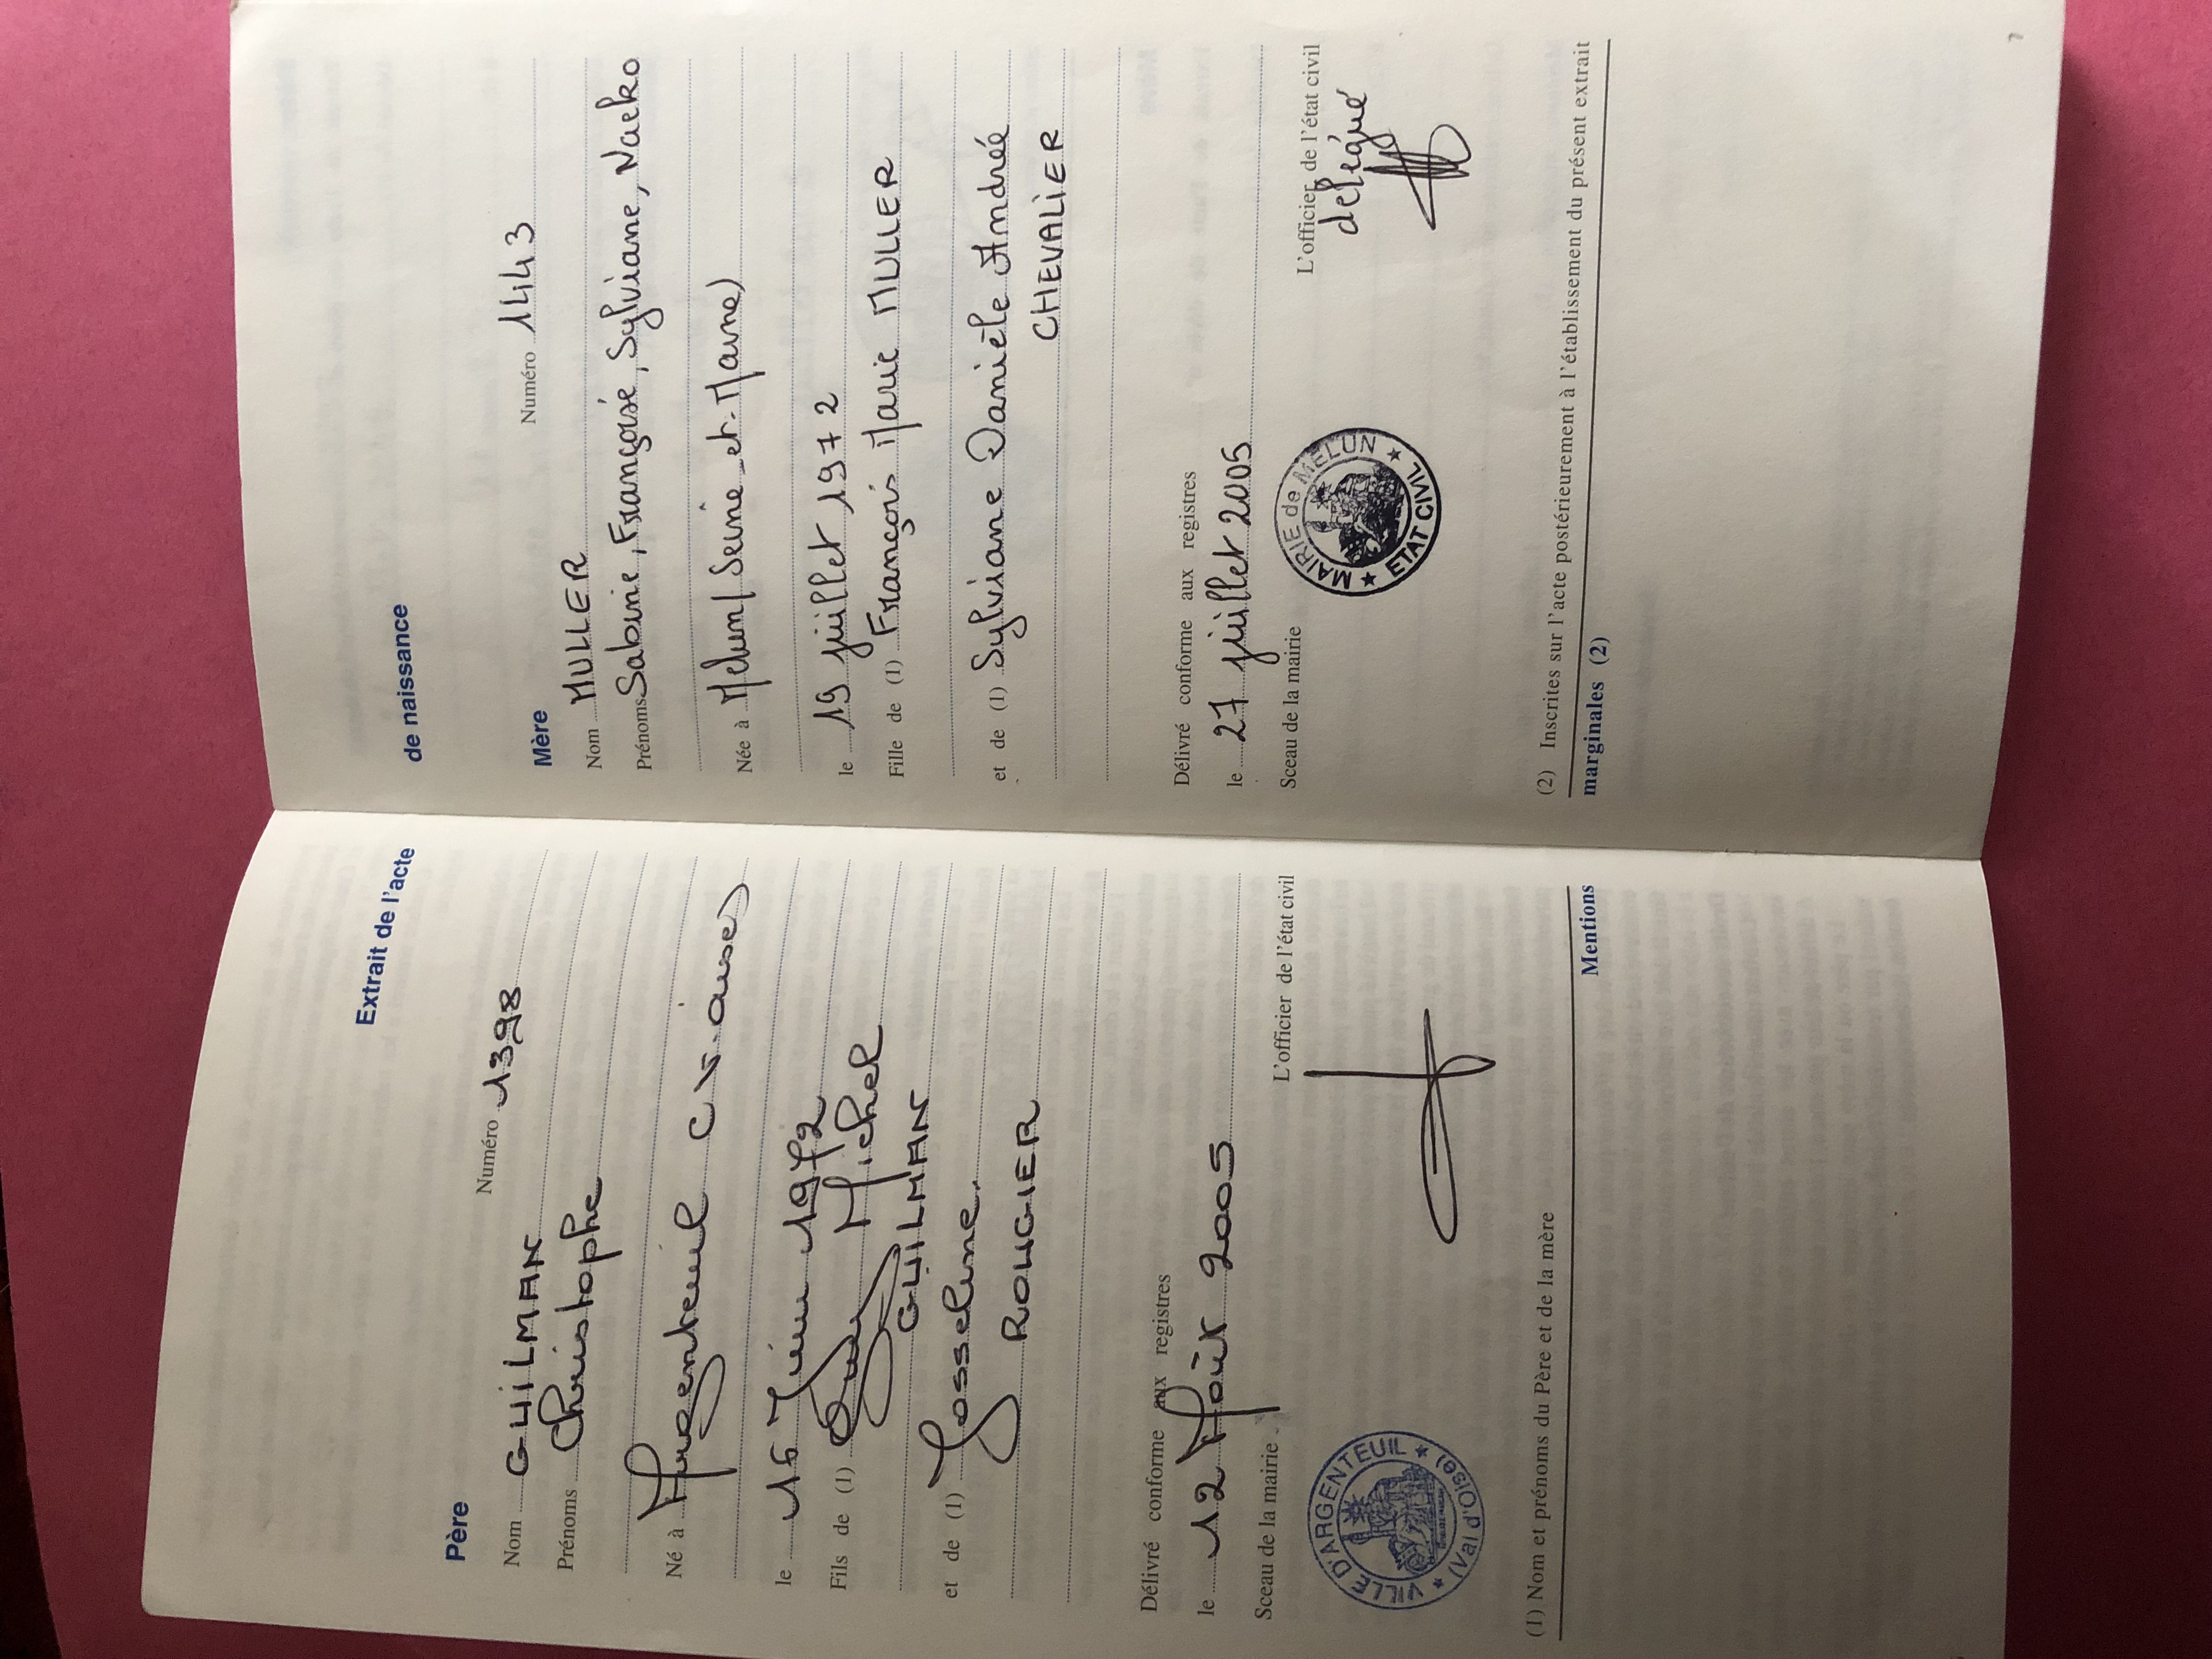 Extrait de l'acte
Père
Numéro 1398
Nom GUILMAN
Prénoms Christophe
Né à Argenteuil
le 16 Juin 1972
Fils de (1) Michel
GUILMAN
et de (1) Josseline
ROUGIER
Délivré conforme aux registres
le 12 Août 2005
Sceau de la mairie
L'officier de l'état civil
VILLE D'ARGENTEUIL
★ (Val d'Oise) ★
(1) Nom et prénoms du Père et de la mère
Mentions
de naissance
Mère
Numéro 1443
Nom MULLER
Prénoms Sabine, Françoise, Sylviane, Naeko
Née à Melun (Seine-et-Marne)
le 19 juillet 1972
Fille de (1) François Marie MULLER
et de (1) Sylviane Danièle Andrée
CHEVALIER
Délivré conforme aux registres
le 27 juillet 2005
Sceau de la mairie
L'officier de l'état civil
délégué
MAIRIE de MELUN
★ ETAT CIVIL ★
(2) Inscrites sur l'acte postérieurement à l'établissement du présent extrait
marginales (2)
7